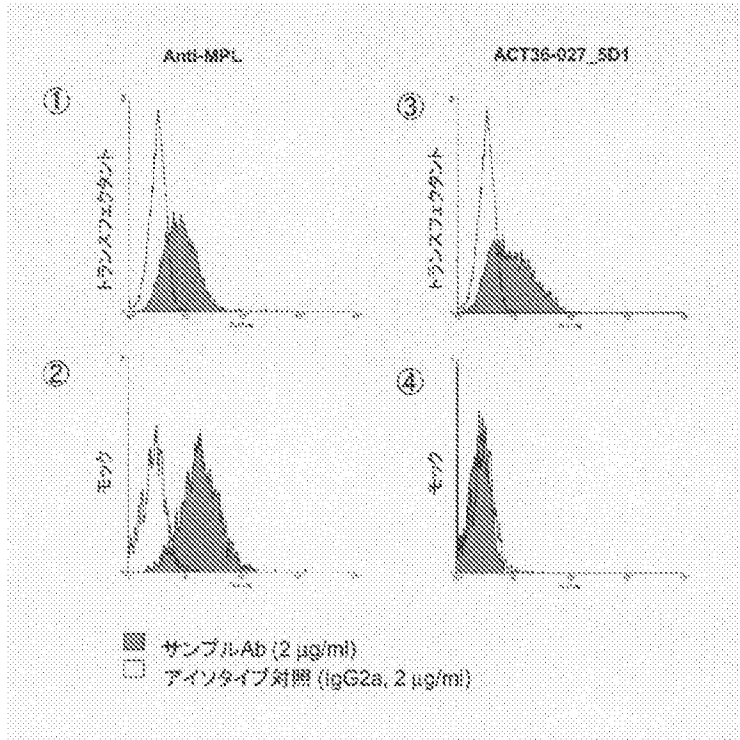 Anti-MPL
ACT36-027_5D1
①
③
トランスフェクタント
トランスフェクタント
②
④
モック
モック
サンプルAb (2 µg/ml)
アイソタイプ対照 (IgG2a, 2 µg/ml)